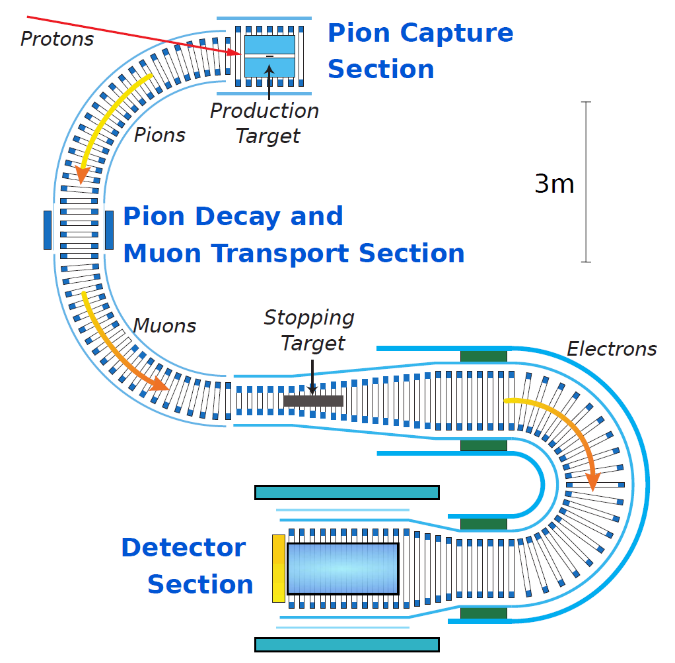 Protons
Pion Capture
Section
Production
Target
Pions
3m
Pion Decay and
Muon Transport Section
Muons
Stopping
Target
Electrons
Detector
Section